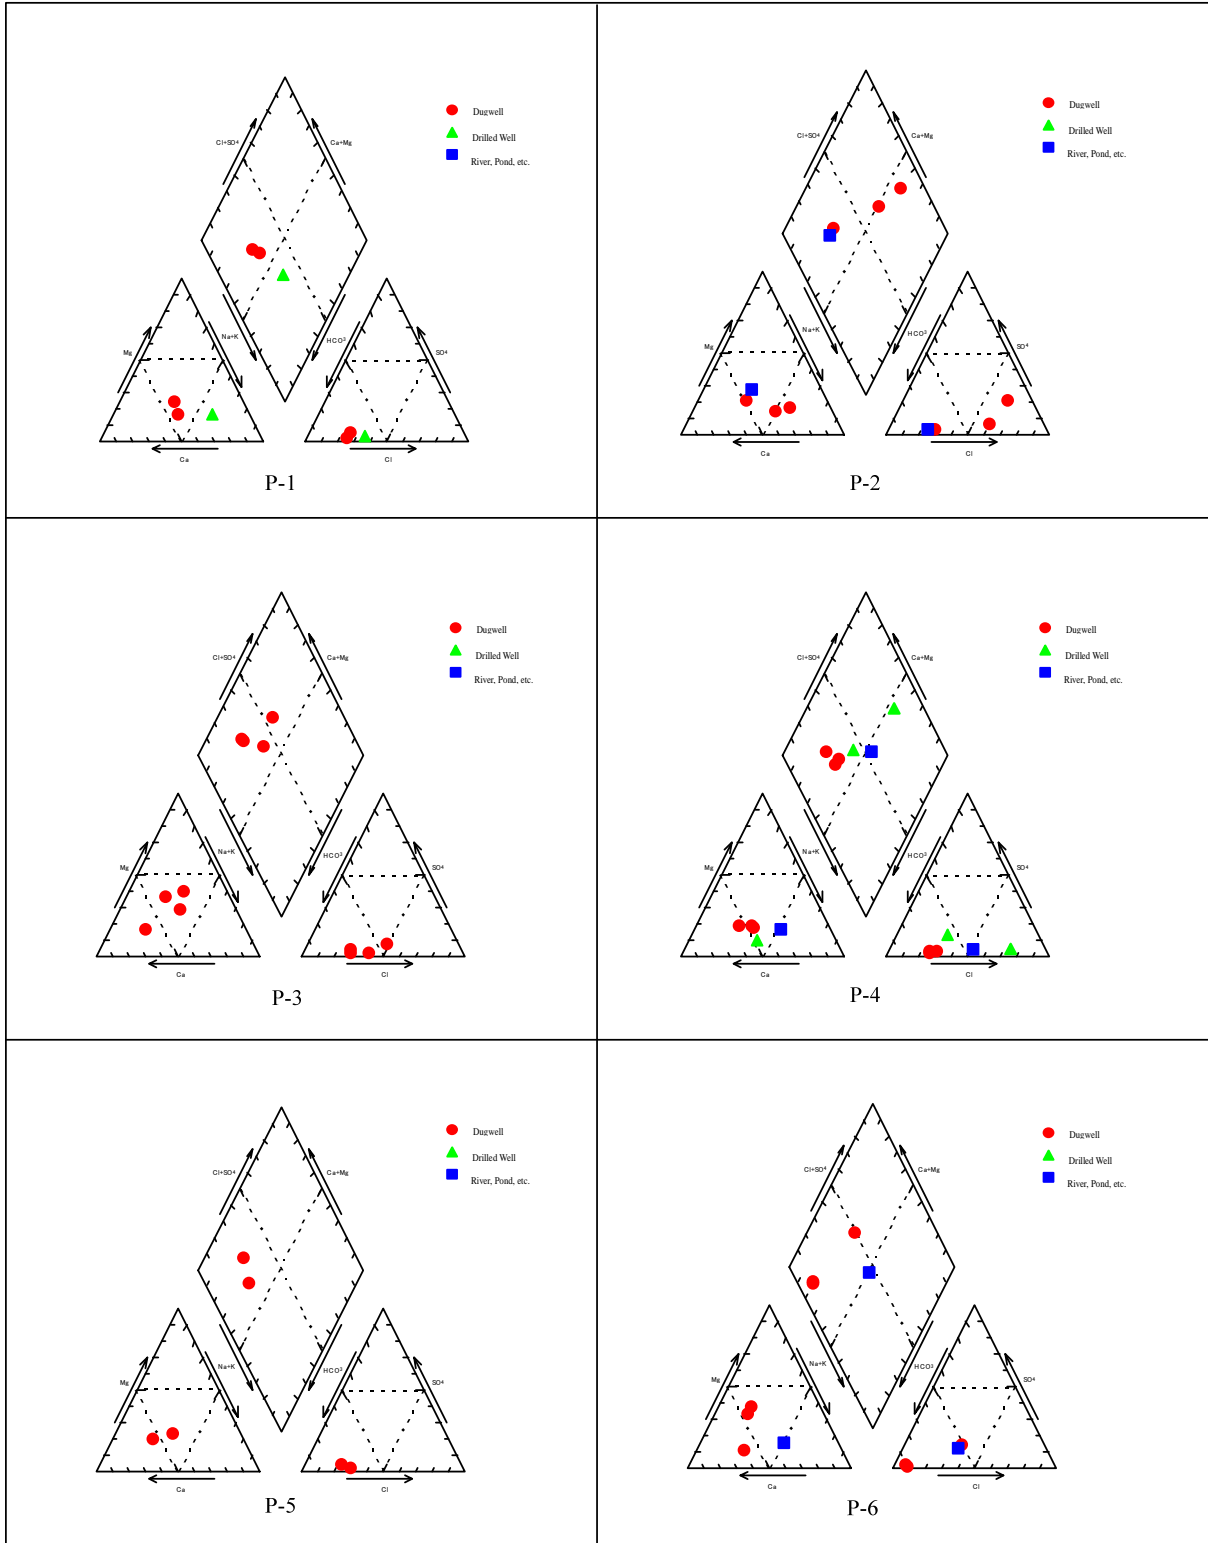 Dugwell
Cl+SO4
Ca+Mg
Drilled Well
River, Pond, etc.
Mg
Na+K
HCO3
SO4
Ca
Cl
P-1
Dugwell
Cl+SO4
Ca+Mg
Drilled Well
River, Pond, etc.
Mg
Na+K
HCO3
SO4
Ca
Cl
P-2
Dugwell
Cl+SO4
Ca+Mg
Drilled Well
River, Pond, etc.
Mg
Na+K
HCO3
SO4
Ca
Cl
P-3
Dugwell
Cl+SO4
Ca+Mg
Drilled Well
River, Pond, etc.
Mg
Na+K
HCO3
SO4
Ca
Cl
P-4
Dugwell
Drilled Well
Cl+SO4
Ca+Mg
River, Pond, etc.
Mg
Na+K
HCO3
SO4
Ca
Cl
P-5
Dugwell
Drilled Well
Cl+SO4
Ca+Mg
River, Pond, etc.
Mg
Na+K
HCO3
SO4
Ca
Cl
P-6